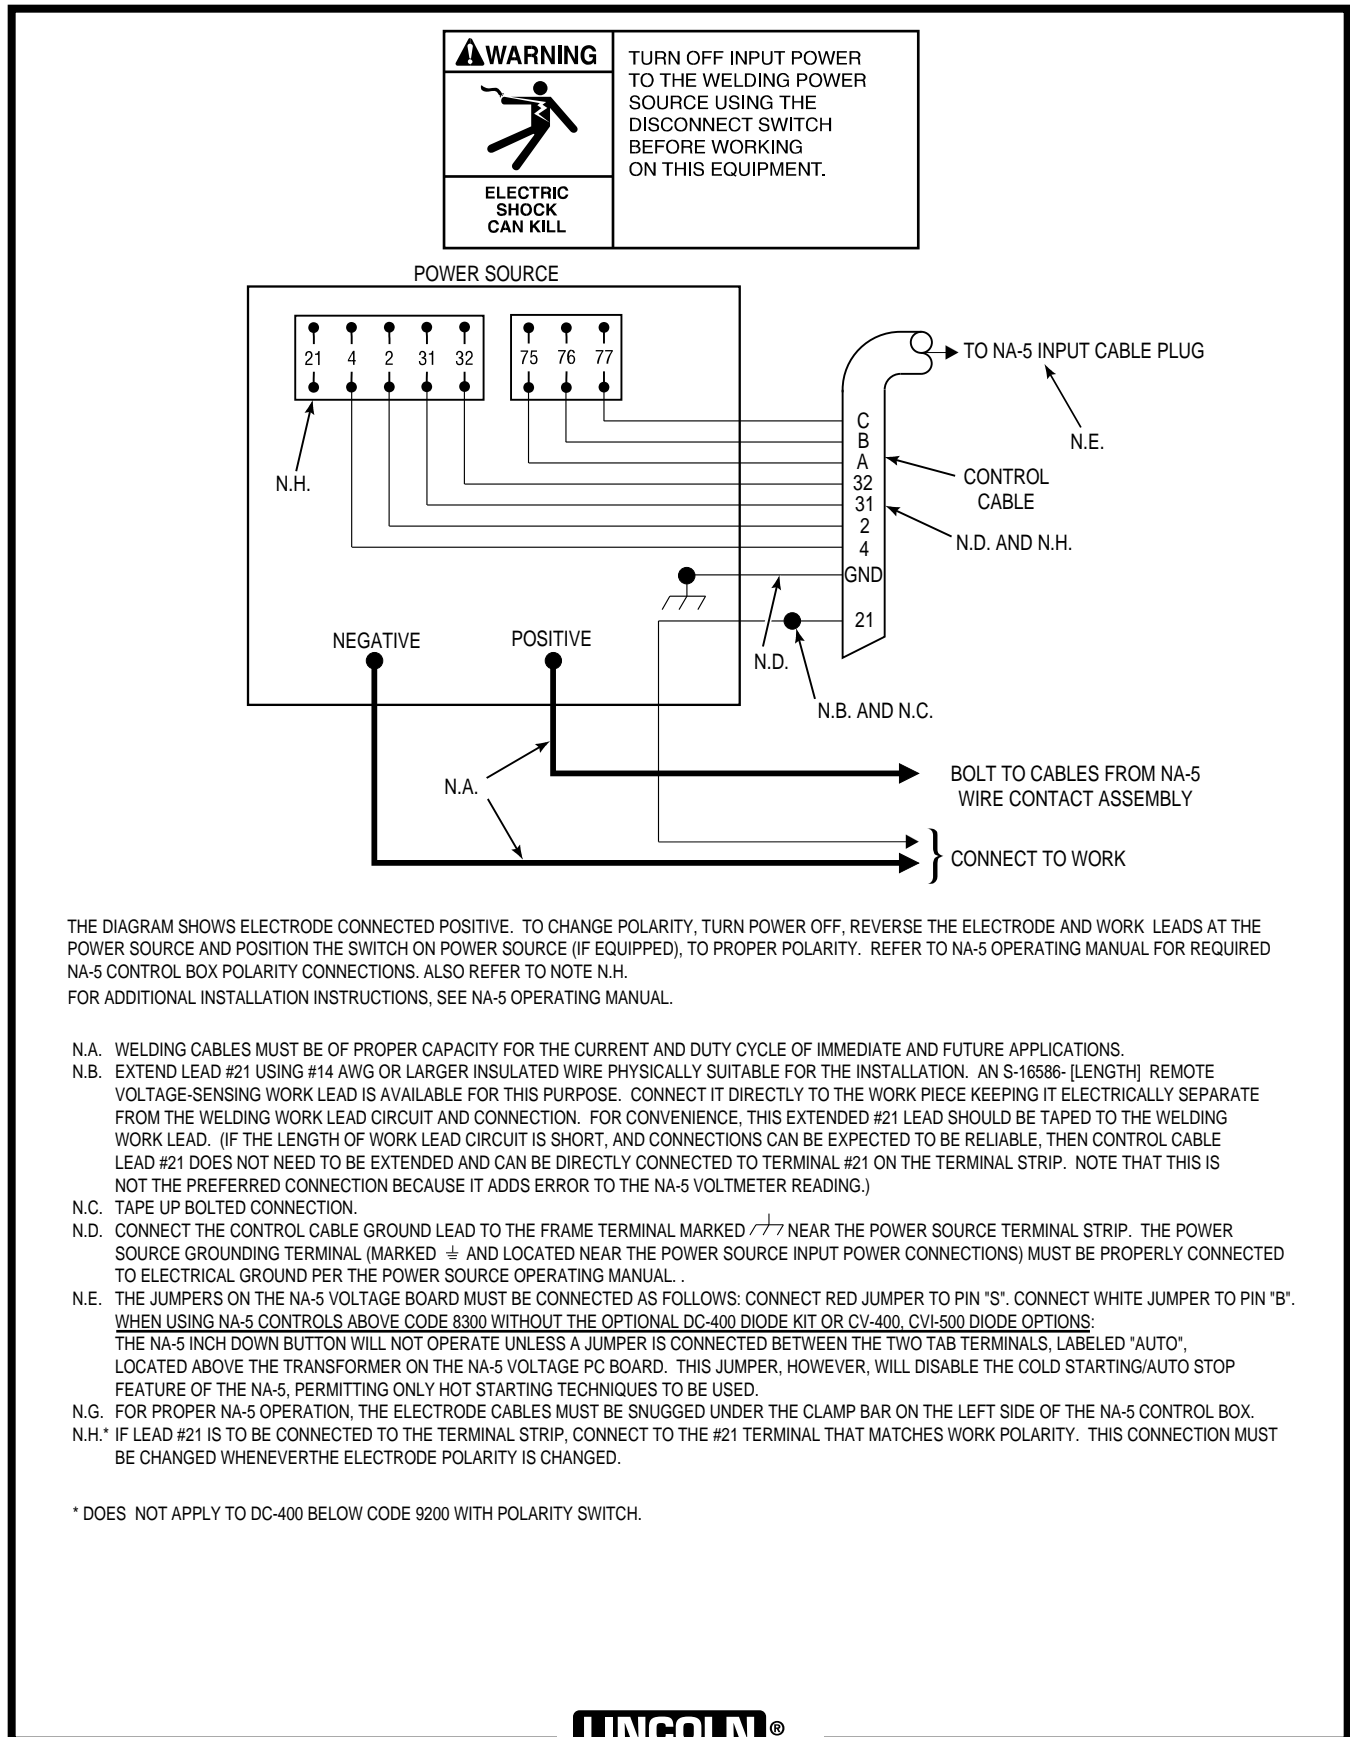 WARNING
ELECTRIC
SHOCK
CAN KILL
TURN OFF INPUT POWER
TO THE WELDING POWER
SOURCE USING THE
DISCONNECT SWITCH
BEFORE WORKING
ON THIS EQUIPMENT.
POWER SOURCE
21 4 2 31 32 75 76 77
TO NA-5 INPUT CABLE PLUG
N.E.
N.H.
C
B
A
32
31
2
4
GND
21
CONTROL
CABLE
N.D. AND N.H.
NEGATIVE
POSITIVE
N.D.
N.B. AND N.C.
N.A.
BOLT TO CABLES FROM NA-5
WIRE CONTACT ASSEMBLY
CONNECT TO WORK
THE DIAGRAM SHOWS ELECTRODE CONNECTED POSITIVE. TO CHANGE POLARITY, TURN POWER OFF, REVERSE THE ELECTRODE AND WORK LEADS AT THE
POWER SOURCE AND POSITION THE SWITCH ON POWER SOURCE (IF EQUIPPED), TO PROPER POLARITY. REFER TO NA-5 OPERATING MANUAL FOR REQUIRED
NA-5 CONTROL BOX POLARITY CONNECTIONS. ALSO REFER TO NOTE N.H.
FOR ADDITIONAL INSTALLATION INSTRUCTIONS, SEE NA-5 OPERATING MANUAL.
N.A. WELDING CABLES MUST BE OF PROPER CAPACITY FOR THE CURRENT AND DUTY CYCLE OF IMMEDIATE AND FUTURE APPLICATIONS.
N.B. EXTEND LEAD #21 USING #14 AWG OR LARGER INSULATED WIRE PHYSICALLY SUITABLE FOR THE INSTALLATION. AN S-16586- [LENGTH] REMOTE
VOLTAGE-SENSING WORK LEAD IS AVAILABLE FOR THIS PURPOSE. CONNECT IT DIRECTLY TO THE WORK PIECE KEEPING IT ELECTRICALLY SEPARATE
FROM THE WELDING WORK LEAD CIRCUIT AND CONNECTION. FOR CONVENIENCE, THIS EXTENDED #21 LEAD SHOULD BE TAPED TO THE WELDING
WORK LEAD. (IF THE LENGTH OF WORK LEAD CIRCUIT IS SHORT, AND CONNECTIONS CAN BE EXPECTED TO BE RELIABLE, THEN CONTROL CABLE
LEAD #21 DOES NOT NEED TO BE EXTENDED AND CAN BE DIRECTLY CONNECTED TO TERMINAL #21 ON THE TERMINAL STRIP. NOTE THAT THIS IS
NOT THE PREFERRED CONNECTION BECAUSE IT ADDS ERROR TO THE NA-5 VOLTMETER READING.)
N.C. TAPE UP BOLTED CONNECTION.
N.D. CONNECT THE CONTROL CABLE GROUND LEAD TO THE FRAME TERMINAL MARKED NEAR THE POWER SOURCE TERMINAL STRIP. THE POWER
SOURCE GROUNDING TERMINAL (MARKED ⏚ AND LOCATED NEAR THE POWER SOURCE INPUT POWER CONNECTIONS) MUST BE PROPERLY CONNECTED
TO ELECTRICAL GROUND PER THE POWER SOURCE OPERATING MANUAL. .
N.E. THE JUMPERS ON THE NA-5 VOLTAGE BOARD MUST BE CONNECTED AS FOLLOWS: CONNECT RED JUMPER TO PIN "S". CONNECT WHITE JUMPER TO PIN "B".
WHEN USING NA-5 CONTROLS ABOVE CODE 8300 WITHOUT THE OPTIONAL DC-400 DIODE KIT OR CV-400, CVI-500 DIODE OPTIONS:
THE NA-5 INCH DOWN BUTTON WILL NOT OPERATE UNLESS A JUMPER IS CONNECTED BETWEEN THE TWO TAB TERMINALS, LABELED "AUTO",
LOCATED ABOVE THE TRANSFORMER ON THE NA-5 VOLTAGE PC BOARD. THIS JUMPER, HOWEVER, WILL DISABLE THE COLD STARTING/AUTO STOP
FEATURE OF THE NA-5, PERMITTING ONLY HOT STARTING TECHNIQUES TO BE USED.
N.G. FOR PROPER NA-5 OPERATION, THE ELECTRODE CABLES MUST BE SNUGGED UNDER THE CLAMP BAR ON THE LEFT SIDE OF THE NA-5 CONTROL BOX.
N.H.* IF LEAD #21 IS TO BE CONNECTED TO THE TERMINAL STRIP, CONNECT TO THE #21 TERMINAL THAT MATCHES WORK POLARITY. THIS CONNECTION MUST
BE CHANGED WHENEVERTHE ELECTRODE POLARITY IS CHANGED.
* DOES NOT APPLY TO DC-400 BELOW CODE 9200 WITH POLARITY SWITCH.
LINCOLN ®